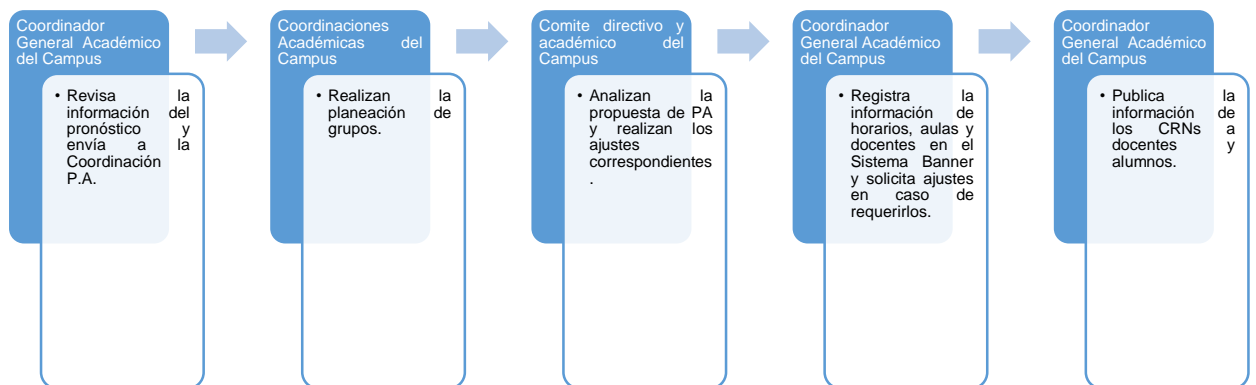 Coordinador
General Académico
del Campus
• Revisa la
información del
pronóstico y
envía a la
Coordinación
P.A.
Coordinaciones
Académicas del
Campus
• Realizan la
planeación de
grupos.
Comite directivo y
académico del
Campus
• Analizan la
propuesta de PA
y realizan los
ajustes
correspondientes
.
Coordinador
General Académico
del Campus
• Registra la
información de
horarios, aulas y
docentes en el
Sistema Banner
y solicita ajustes
en caso de
requerirlos.
Coordinador
General Académico
del Campus
• Publica la
información de
los CRNs a
docentes y
alumnos.